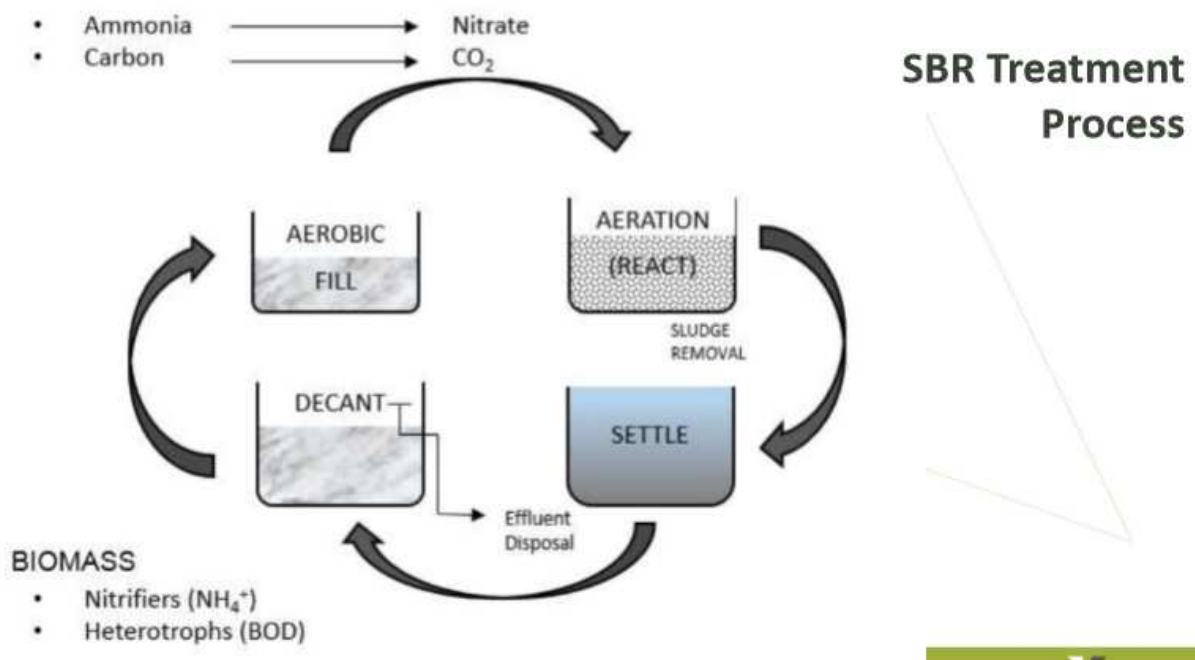 • Ammonia Nitrate
• Carbon CO₂
SBR Treatment
Process
AEROBIC
FILL
AERATION
(REACT)
SLUDGE
REMOVAL
DECANT
SETTLE
Effluent
Disposal
BIOMASS
• Nitrifiers (NH₄⁺)
• Heterotrophs (BOD)